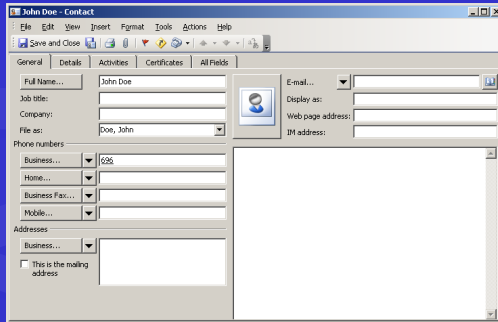 John Doe - Contact
File Edit View Insert Format Tools Actions Help
Save and Close
General Details Activities Certificates All Fields
Full Name... John Doe
Job title:
Company:
File as: Doe, John
E-mail...
Display as:
Web page address:
IM address:
Phone numbers
Business... 696
Home...
Business Fax...
Mobile...
Addresses
Business...
This is the mailing
address